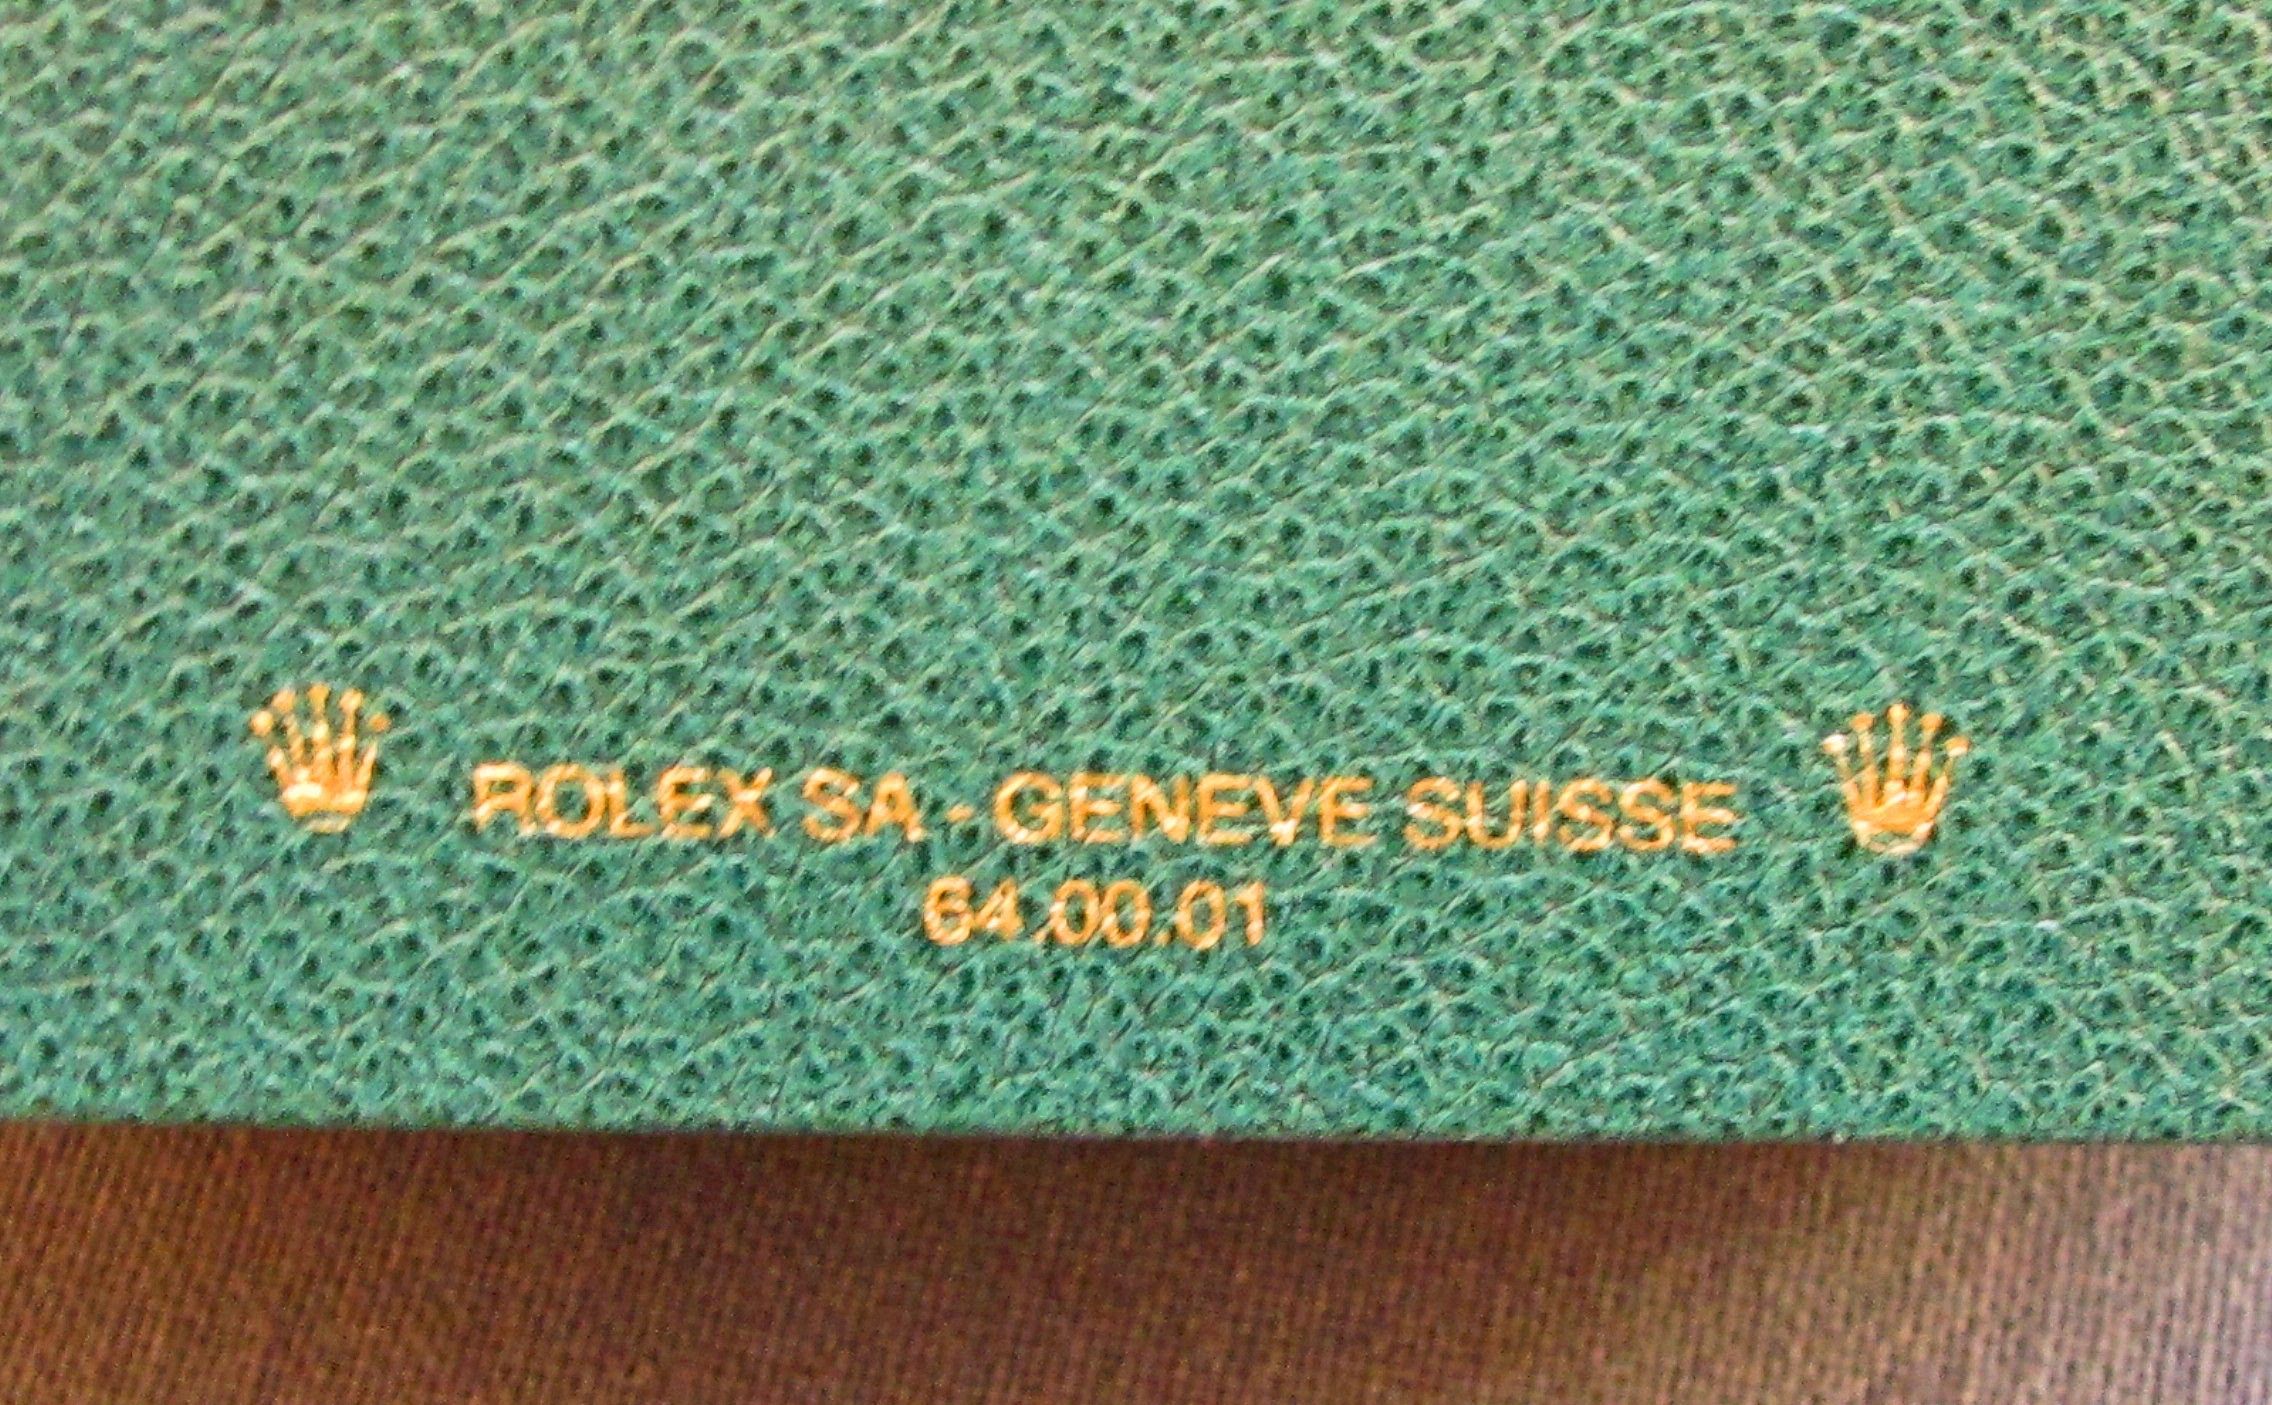 ROLEX SA - GENEVE SUISSE
64.00.01